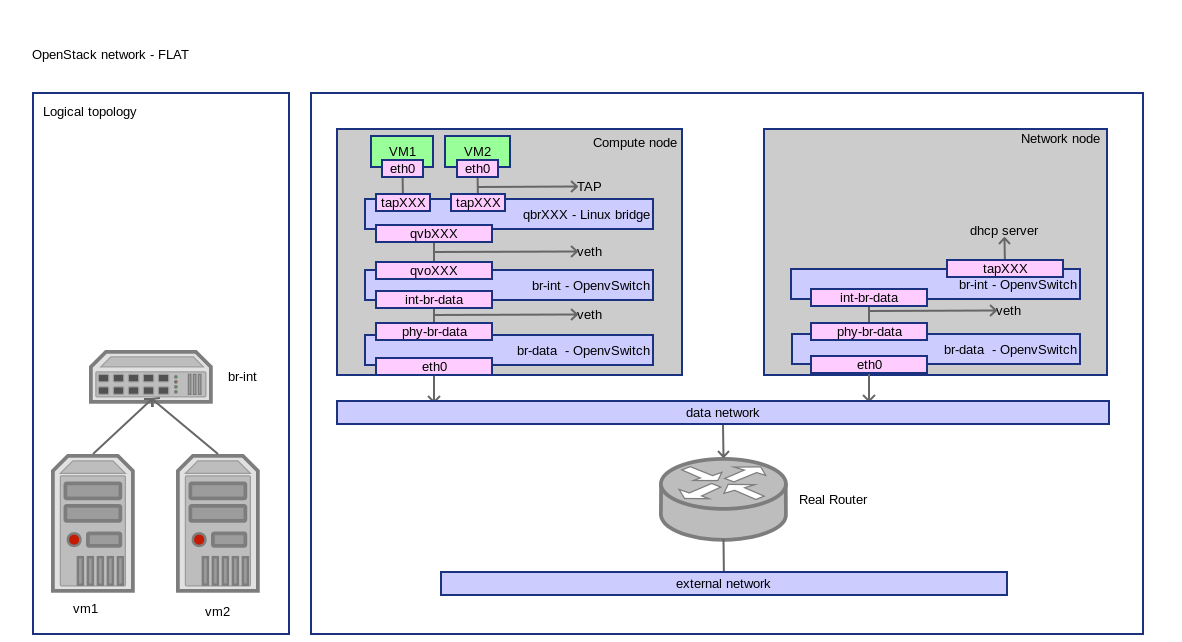 OpenStack network - FLAT
Logical topology
br-int
vm1
vm2
Compute node
VM1
VM2
eth0
eth0
TAP
tapXXX
tapXXX
qbrXXX - Linux bridge
qvbXXX
veth
qvoXXX
br-int - OpenvSwitch
int-br-data
veth
phy-br-data
br-data - OpenvSwitch
eth0
Network node
dhcp server
tapXXX
br-int - OpenvSwitch
int-br-data
veth
phy-br-data
br-data - OpenvSwitch
eth0
data network
Real Router
external network